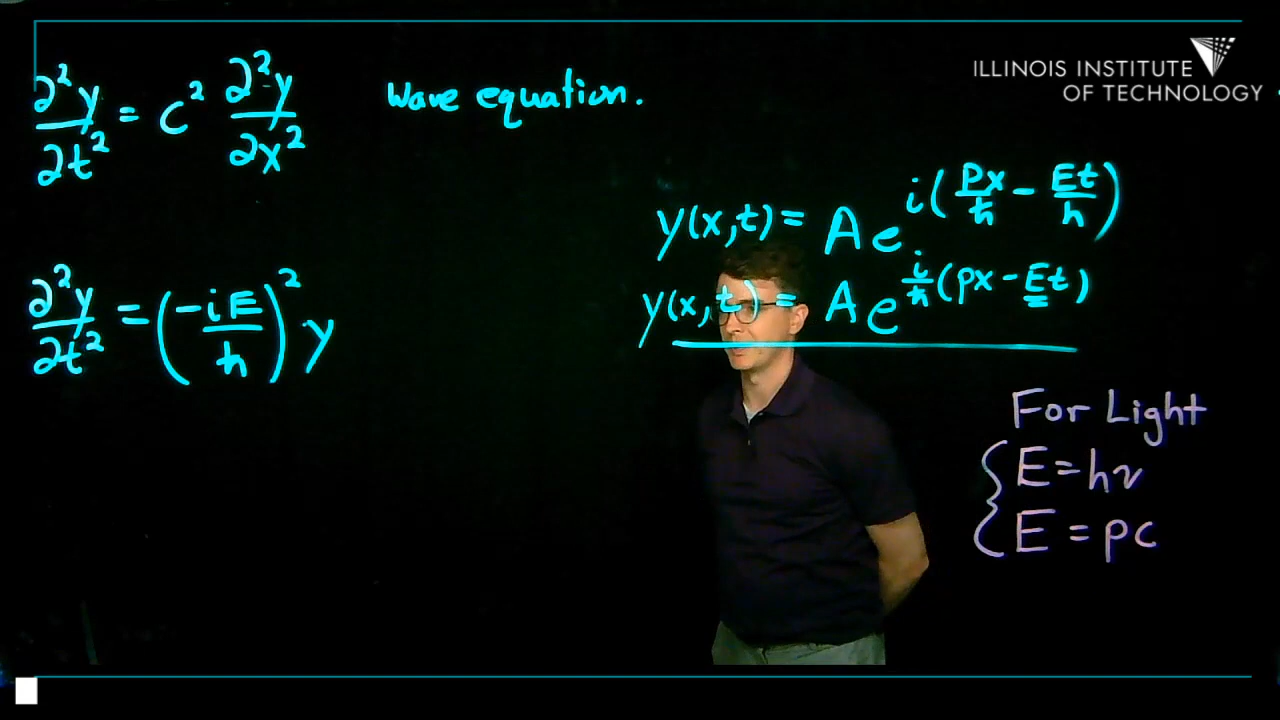 ILLINOIS INSTITUTE
OF TECHNOLOGY
∂²y/∂t² = c² ∂²y/∂x² Wave equation.
y(x,t) = A e^{i(px/ħ - Et/ħ)}
y(x,t) = A e^{i/ħ(px - Et)}
∂²y/∂t² = (-iE/ħ)² y
For Light
E = hν
E = pc